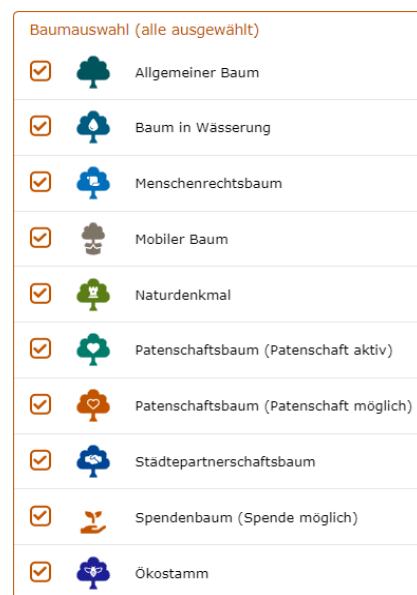 Baumauswahl (alle ausgewählt)
Allgemeiner Baum
Baum in Wässerung
Menschenrechtsbaum
Mobiler Baum
Naturdenkmal
Patenschaftsbaum (Patenschaft aktiv)
Patenschaftsbaum (Patenschaft möglich)
Städtepartnerschaftsbaum
Spendenbaum (Spende möglich)
Ökostamm